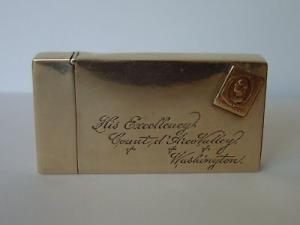 His Excellency,
Count, d'Arco Valley,
Washington.